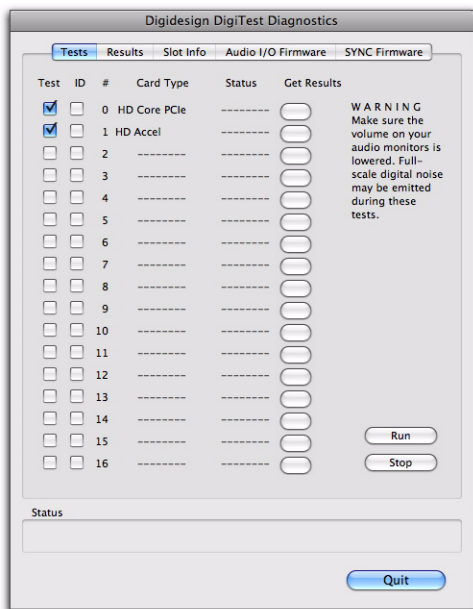 Digidesign DigiTest Diagnostics
Tests Results Slot Info Audio I/O Firmware SYNC Firmware
Test ID # Card Type Status Get Results
0 HD Core PCIe --------
1 HD Accel --------
2 -------- --------
3 -------- --------
4 -------- --------
5 -------- --------
6 -------- --------
7 -------- --------
8 -------- --------
9 -------- --------
10 -------- --------
11 -------- --------
12 -------- --------
13 -------- --------
14 -------- --------
15 -------- --------
16 -------- --------
W A R N I N G
Make sure the
volume on your
audio monitors is
lowered. Full-
scale digital noise
may be emitted
during these
tests.
Run
Stop
Status
Quit